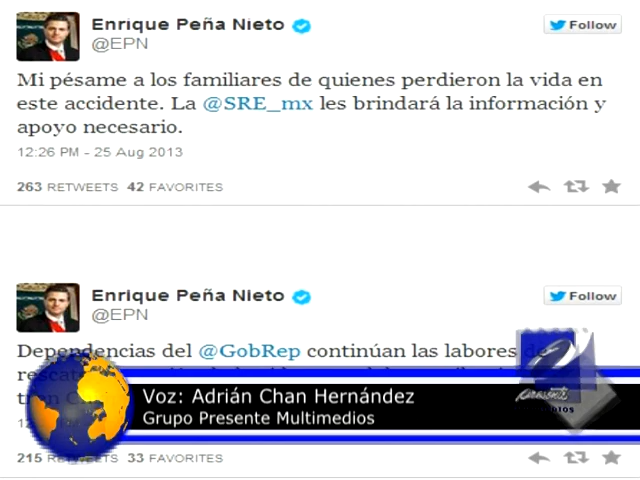 Enrique Peña Nieto
@EPN
Follow
Mi pésame a los familiares de quienes perdieron la vida en
este accidente. La @SRE_mx les brindará la información y
apoyo necesario.
12:26 PM - 25 Aug 2013
263 RETWEETS 42 FAVORITES
Enrique Peña Nieto
@EPN
Follow
Dependencias del @GobRep continúan las labores de
Voz: Adrián Chan Hernández
Grupo Presente Multimedios
215 RETWEETS 33 FAVORITES